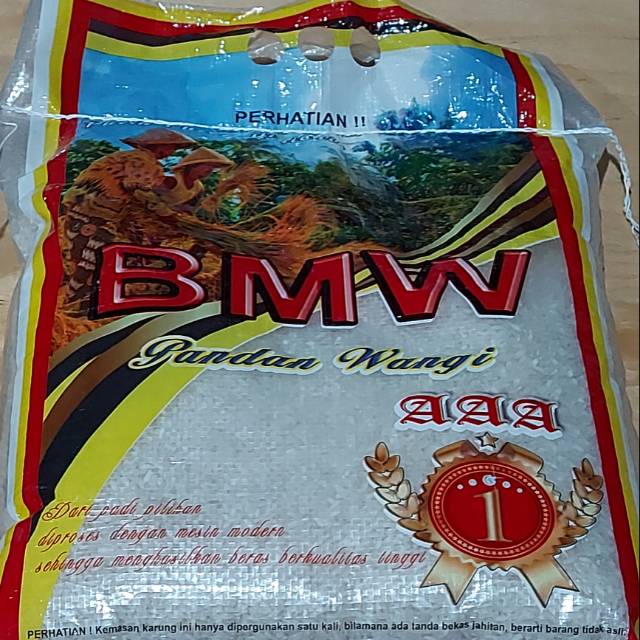 PERHATIAN !!
BMW
Pandan Wangi
AAA
1
Dari padi pilihan
diproses dengan mesin modern
sehingga menghasilkan beras berkualitas tinggi
PERHATIAN ! Kemasan karung ini hanya dipergunakan satu kali, bilamana ada tanda bekas jahitan, berarti barang tidak asli